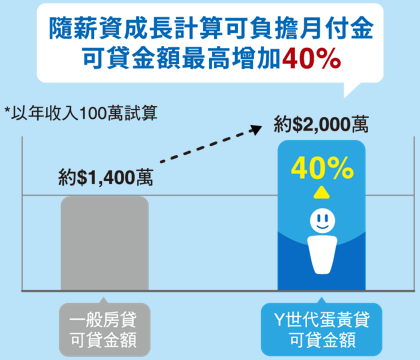 隨薪資成長計算可負擔月付金
可貸金額最高增加40%
*以年收入100萬試算
約$2,000萬
約$1,400萬
40%
一般房貸
可貸金額
Y世代蛋黃貸
可貸金額